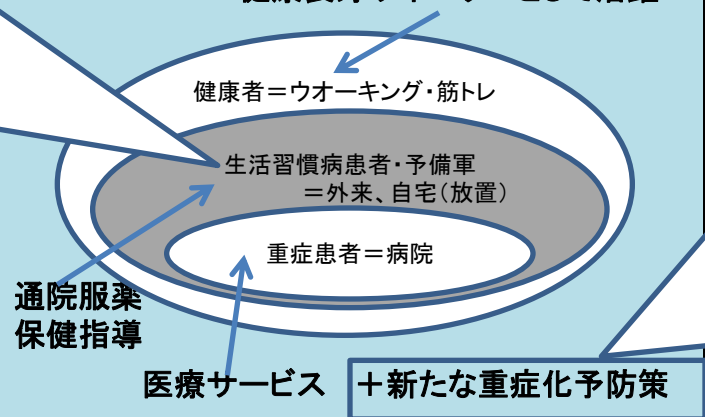 健康者=ウオーキング・筋トレ
生活習慣病患者・予備軍
=外来、自宅(放置)
重症患者=病院
通院服薬
保健指導
医療サービス
+新たな重症化予防策